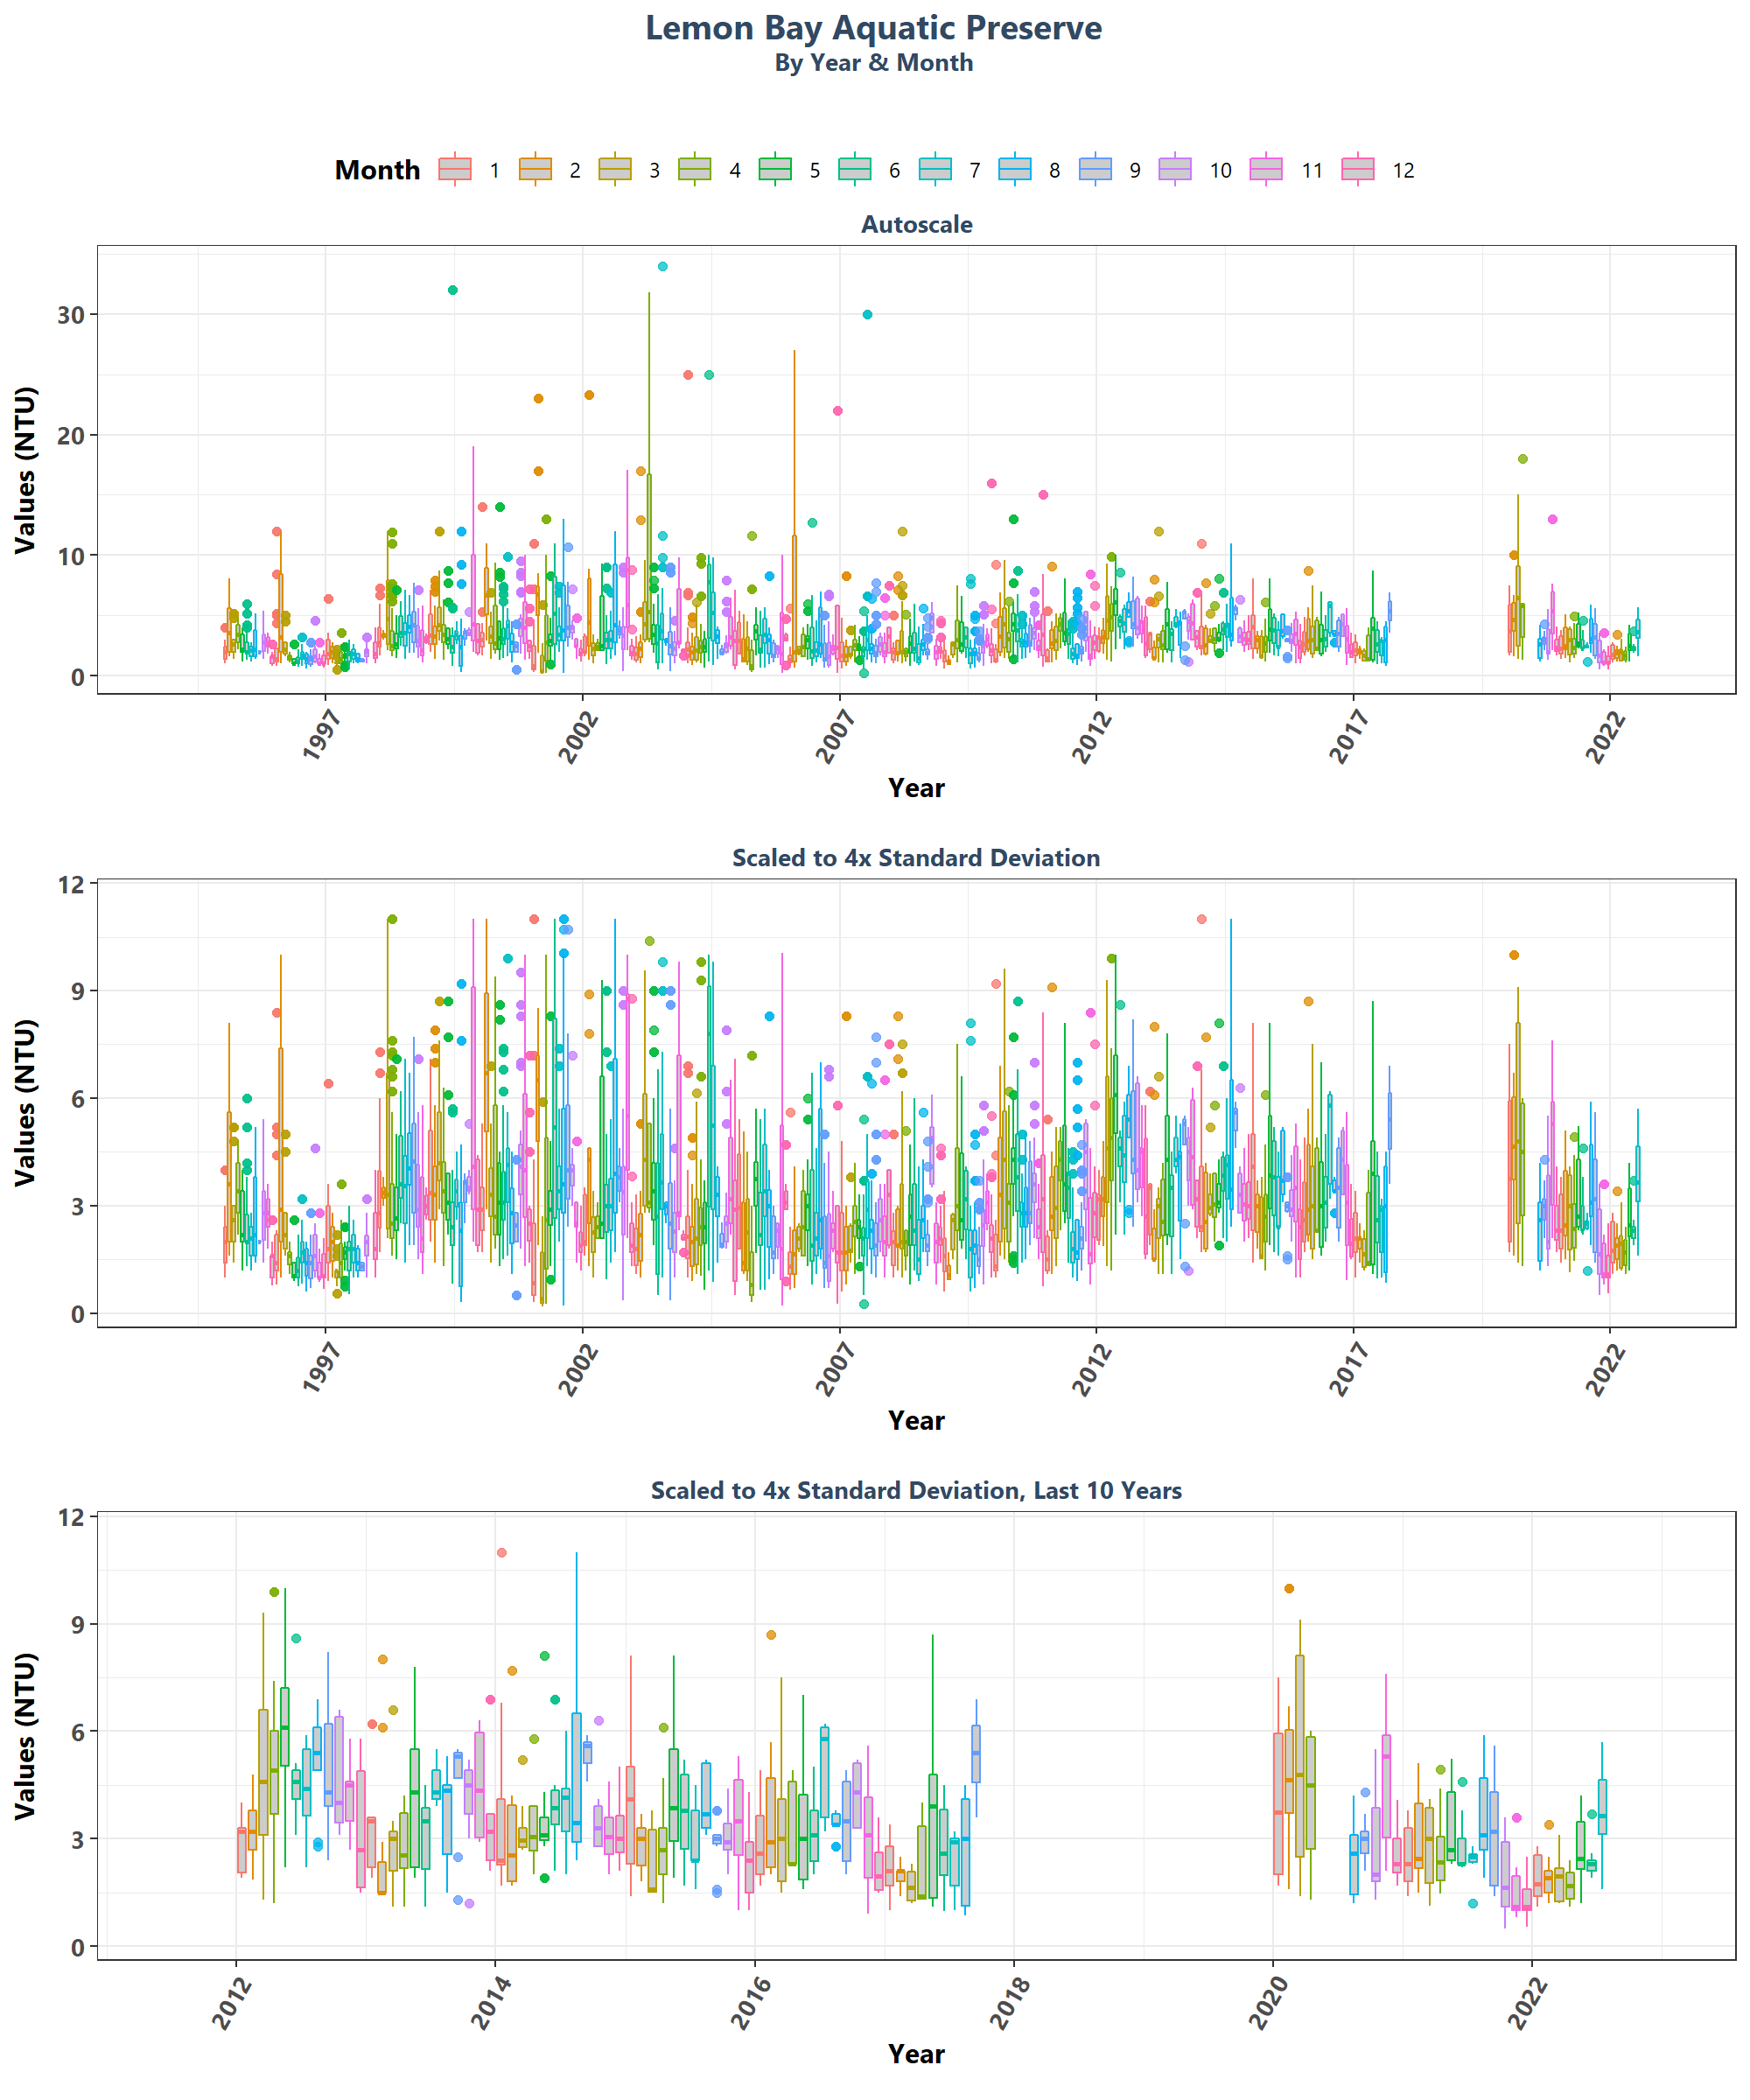 Lemon Bay Aquatic Preserve
By Year & Month
Month 1 2 3 4 5 6 7 8 9 10 11 12
Autoscale
Values (NTU)
30
20
10
0
1997 2002 2007 2012 2017 2022
Year
Scaled to 4x Standard Deviation
Values (NTU)
12
9
6
3
0
1997 2002 2007 2012 2017 2022
Year
Scaled to 4x Standard Deviation, Last 10 Years
Values (NTU)
12
9
6
3
0
2012 2014 2016 2018 2020 2022
Year